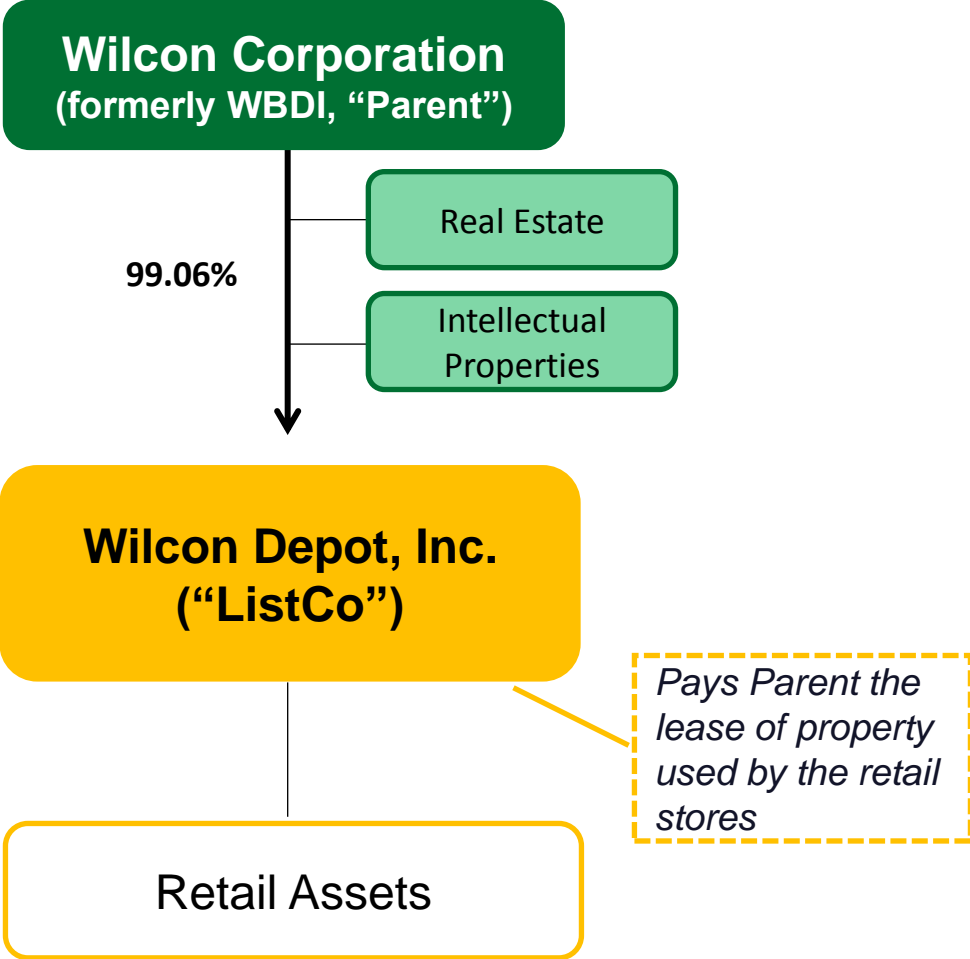 Wilcon Corporation
(formerly WBDI, “Parent”)
Real Estate
99.06%
Intellectual
Properties
Wilcon Depot, Inc.
(“ListCo”)
Pays Parent the
lease of property
used by the retail
stores
Retail Assets